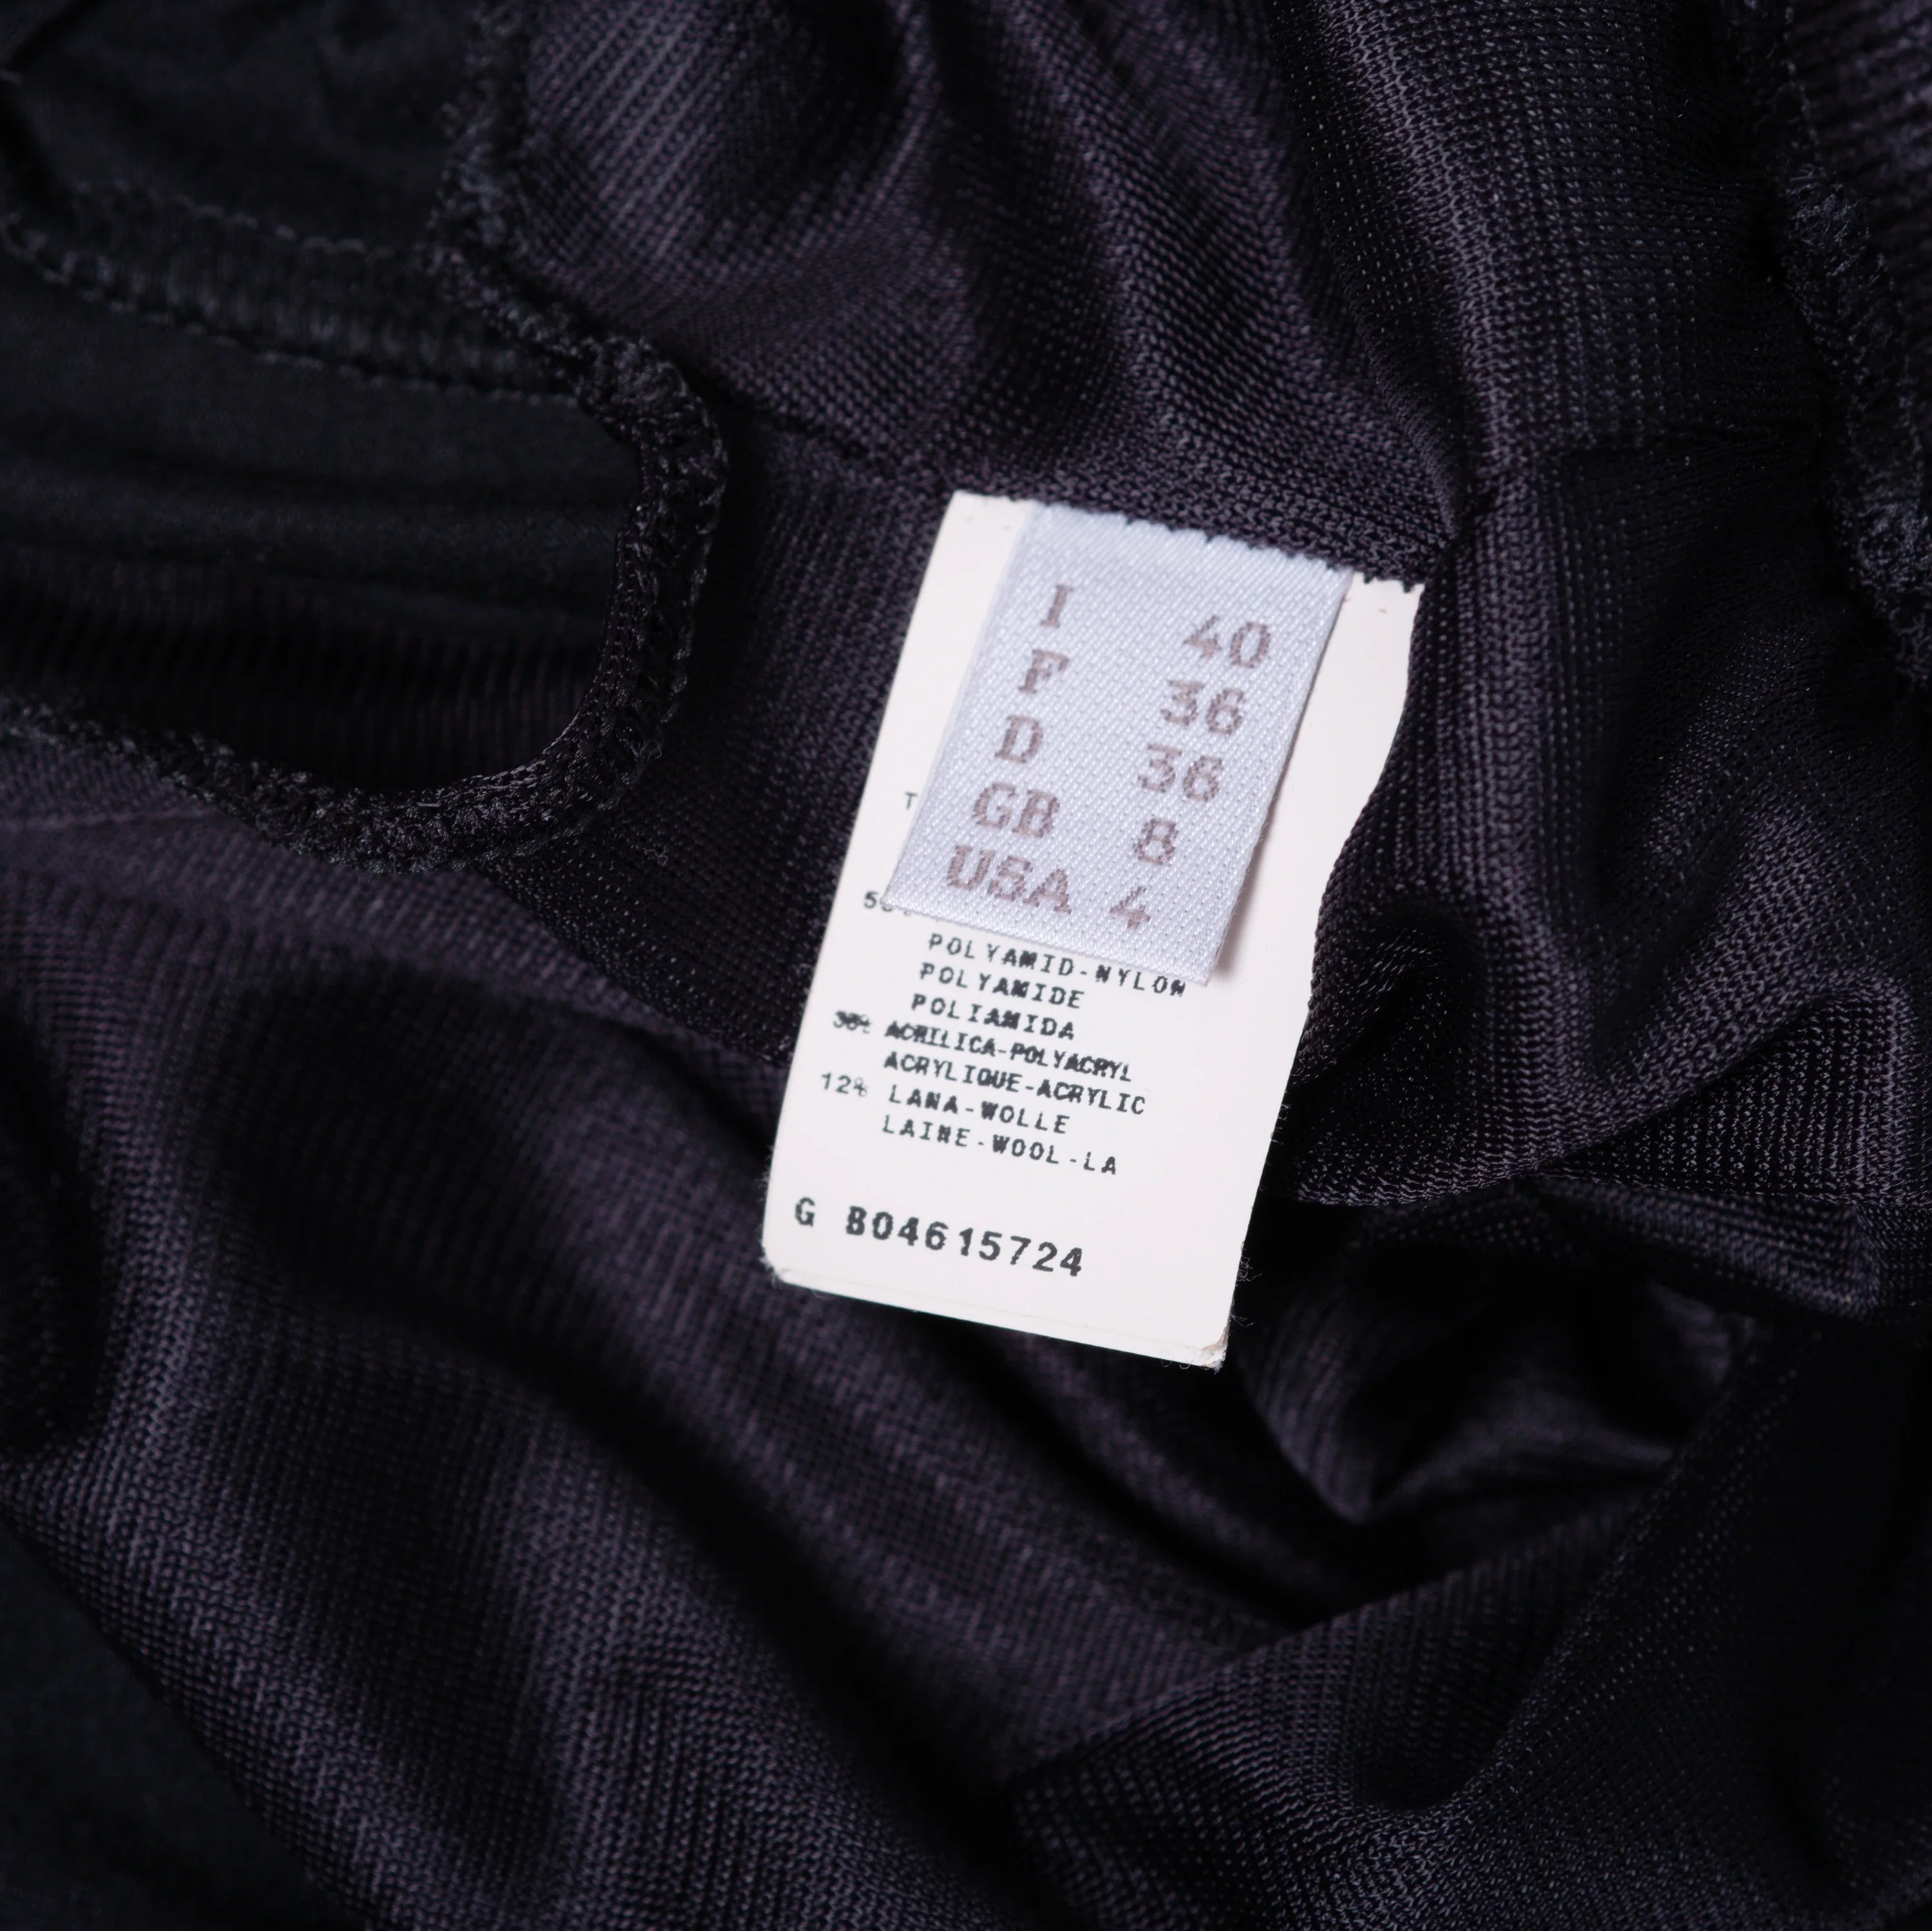 I 40
F 36
D 36
GB 8
USA 4
T
POLYAMID-NYLON
POLYAMIDE
POLIAMIDA
ACRILICA-POLYACRYL
ACRYLIQUE-ACRYLIC
12% LANA-WOLLE
LAINE-WOOL-LA
G B04615724